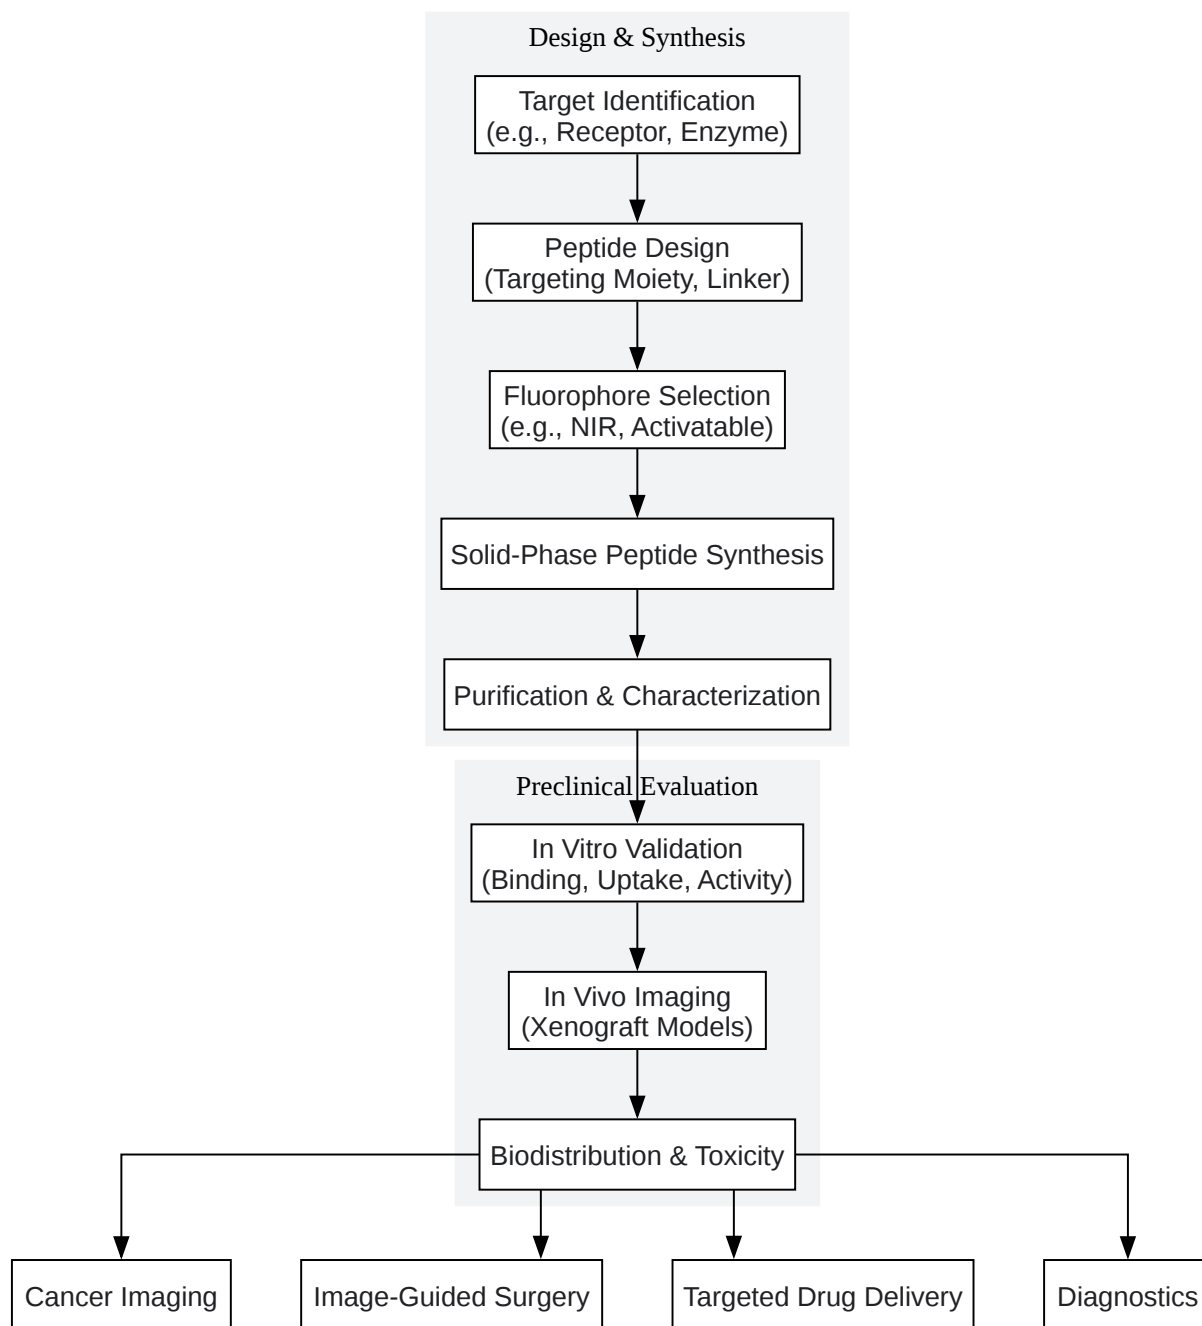 Design & Synthesis
Target Identification
(e.g., Receptor, Enzyme)
Peptide Design
(Targeting Moiety, Linker)
Fluorophore Selection
(e.g., NIR, Activatable)
Solid-Phase Peptide Synthesis
Purification & Characterization
Preclinical Evaluation
In Vitro Validation
(Binding, Uptake, Activity)
In Vivo Imaging
(Xenograft Models)
Biodistribution & Toxicity
Cancer Imaging
Image-Guided Surgery
Targeted Drug Delivery
Diagnostics